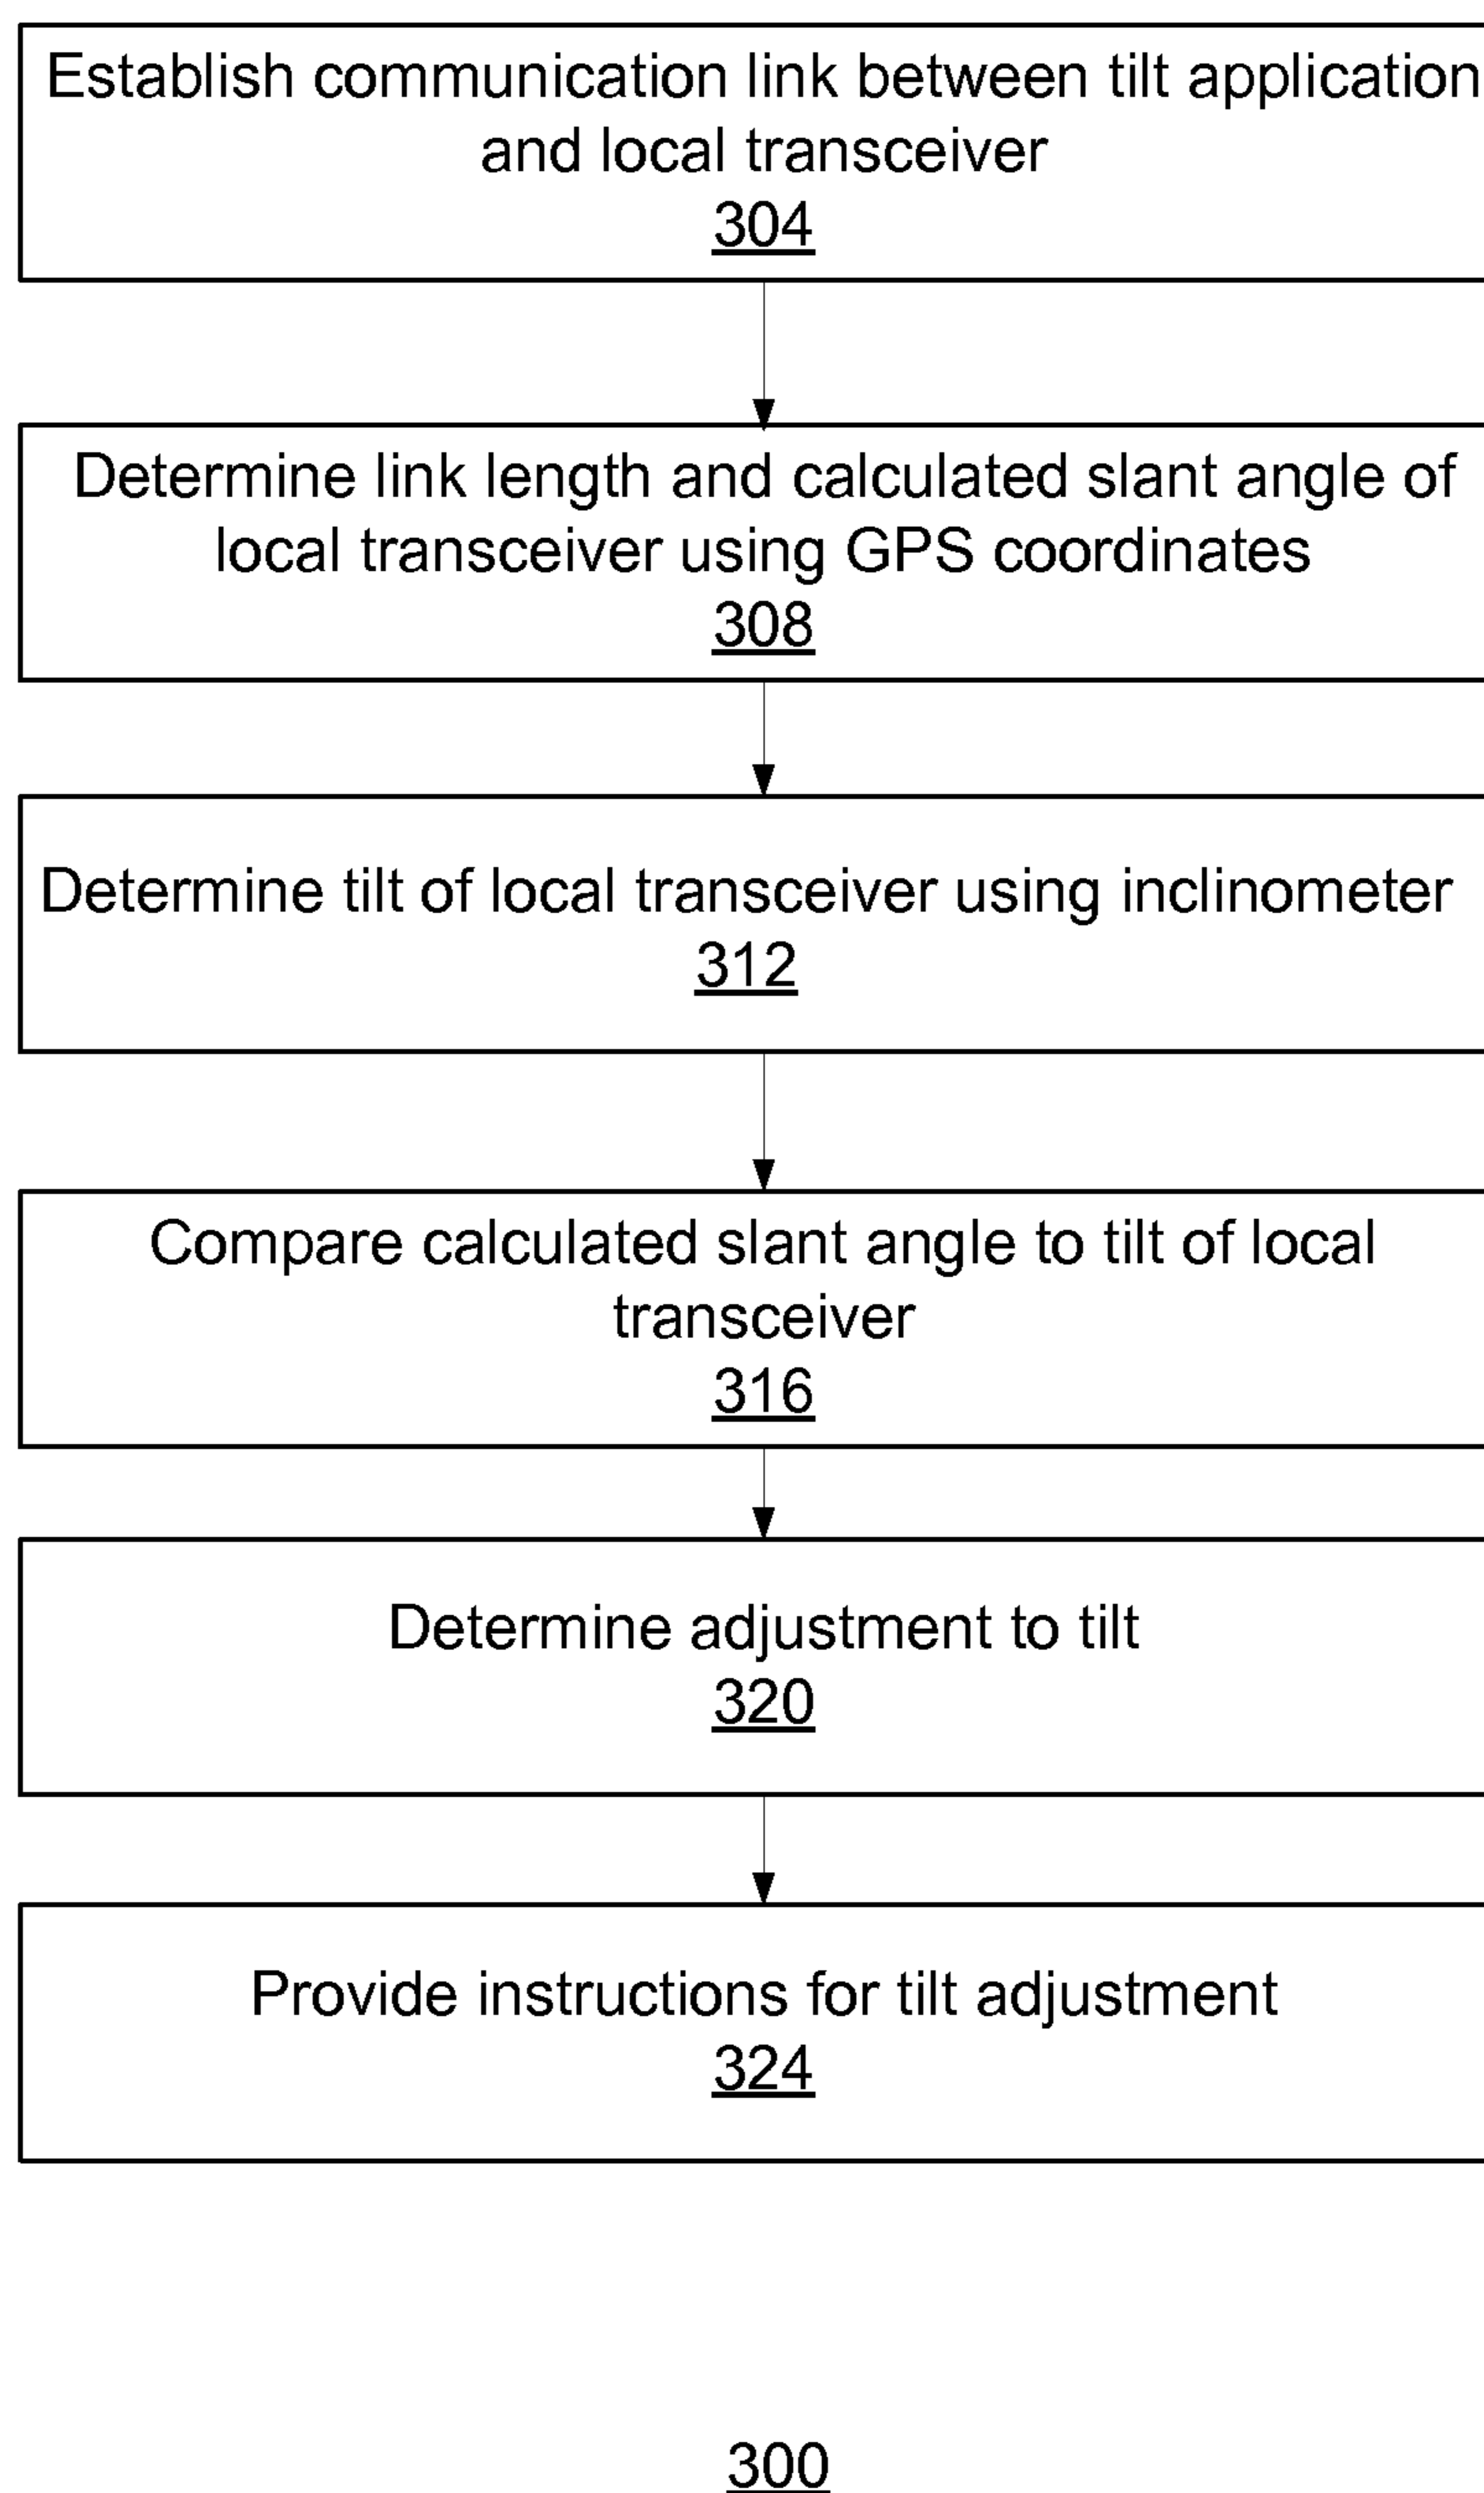 Establish communication link between tilt application
and local transceiver
304
Determine link length and calculated slant angle of
local transceiver using GPS coordinates
308
Determine tilt of local transceiver using inclinometer
312
Compare calculated slant angle to tilt of local
transceiver
316
Determine adjustment to tilt
320
Provide instructions for tilt adjustment
324
300